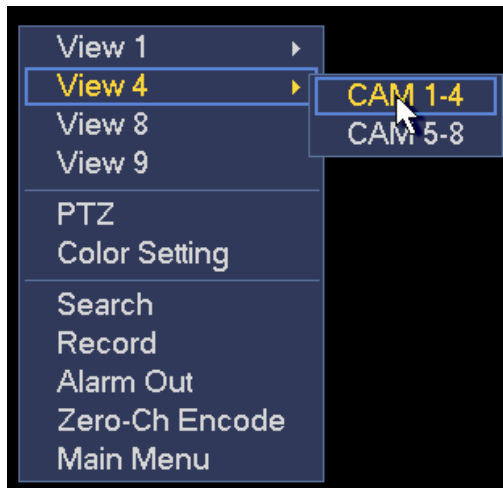 View 1
View 4
CAM 1-4
View 8
CAM 5-8
View 9
PTZ
Color Setting
Search
Record
Alarm Out
Zero-Ch Encode
Main Menu